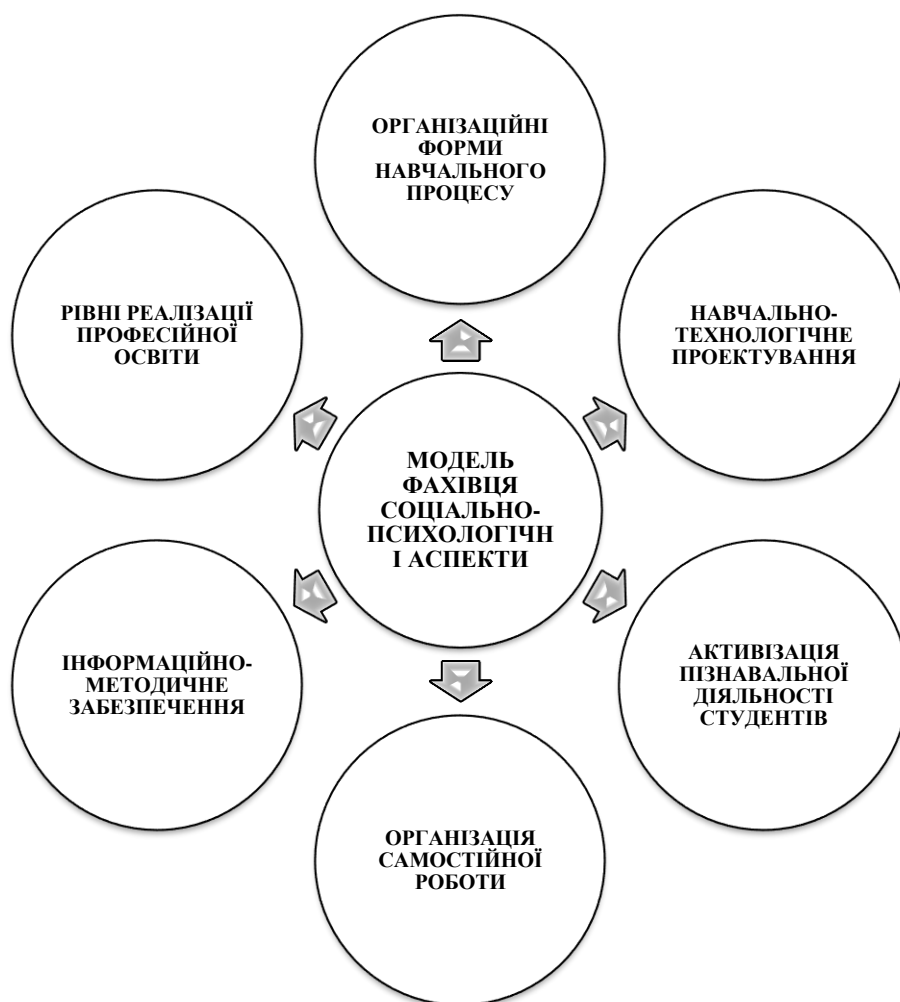 ОРГАНІЗАЦІЙНІ
ФОРМИ
НАВЧАЛЬНОГО
ПРОЦЕСУ
РІВНІ РЕАЛІЗАЦІЇ
ПРОФЕСІЙНОЇ
ОСВІТИ
НАВЧАЛЬНО-
ТЕХНОЛОГІЧНЕ
ПРОЕКТУВАННЯ
МОДЕЛЬ
ФАХІВЦЯ
СОЦІАЛЬНО-
ПСИХОЛОГІЧН
І АСПЕКТИ
ІНФОРМАЦІЙНО-
МЕТОДИЧНЕ
ЗАБЕЗПЕЧЕННЯ
АКТИВІЗАЦІЯ
ПІЗНАВАЛЬНОЇ
ДІЯЛЬНОСТІ
СТУДЕНТІВ
ОРГАНІЗАЦІЯ
САМОСТІЙНОЇ
РОБОТИ